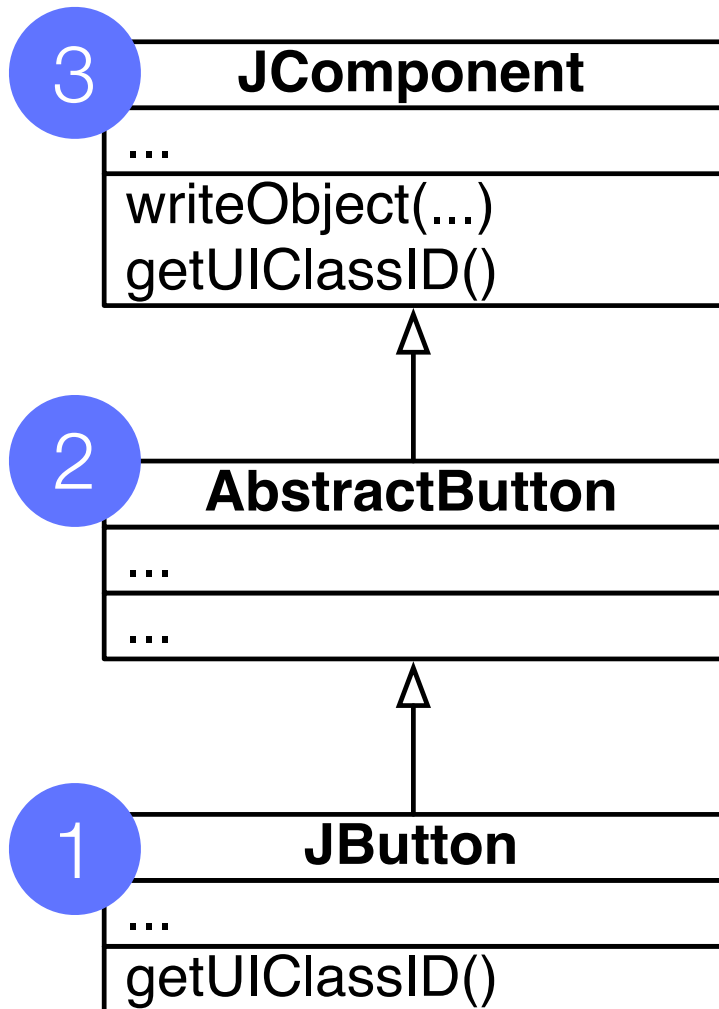 3
JComponent
...
writeObject(...)
getUIClassID()
2
AbstractButton
...
...
1
JButton
...
getUIClassID()